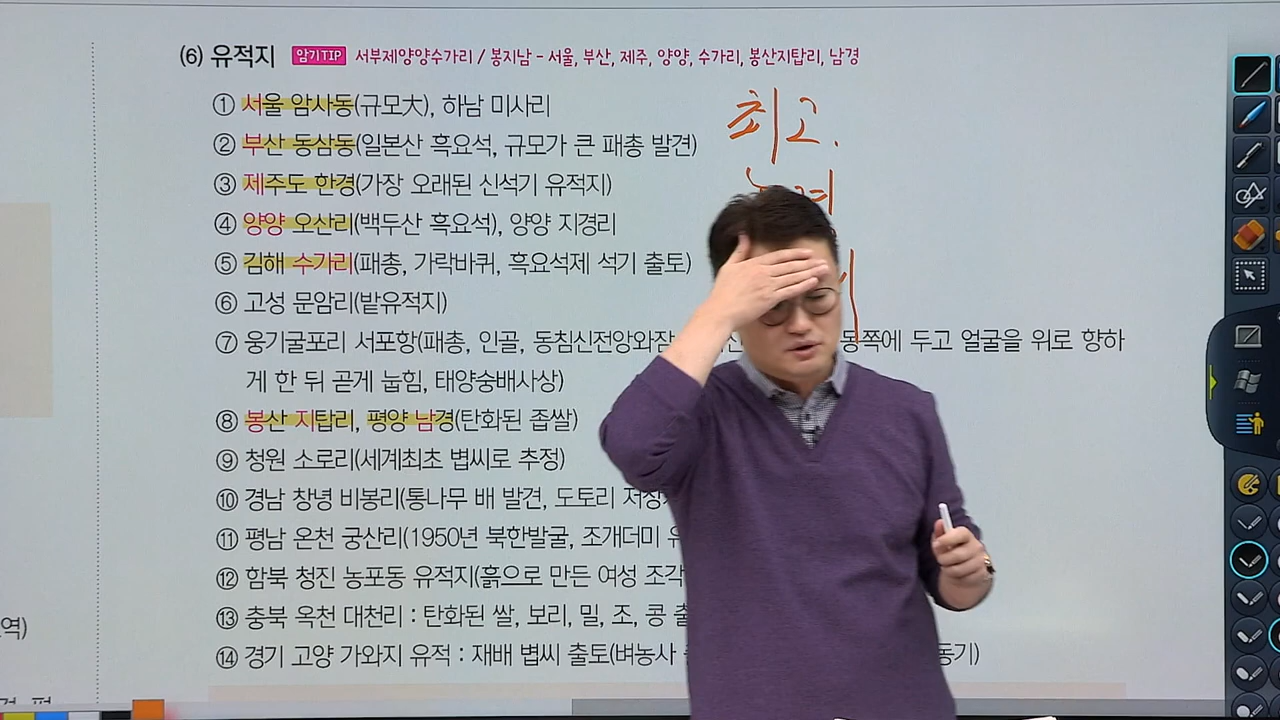 (6) 유적지 암기TIP 서부제양양수가리 / 봉지남 - 서울, 부산, 제주, 양양, 수가리, 봉산지탑리, 남경
① 서울 암사동(규모大), 하남 미사리
② 부산 동삼동(일본산 흑요석, 규모가 큰 패총 발견)
③ 제주도 한경(가장 오래된 신석기 유적지)
④ 양양 오산리(백두산 흑요석), 양양 지경리
⑤ 김해 수가리(패총, 가락바퀴, 흑요석제 석기 출토)
⑥ 고성 문암리(밭유적지)
⑦ 웅기굴포리 서포항(패총, 인골, 동침신전앙와장 동쪽에 두고 얼굴을 위로 향하
게 한 뒤 곧게 눕힘, 태양숭배사상)
⑧ 봉산 지탑리, 평양 남경(탄화된 좁쌀)
⑨ 청원 소로리(세계최초 볍씨로 추정)
⑩ 경남 창녕 비봉리(통나무 배 발견, 도토리
⑪ 평남 온천 궁산리(1950년 북한발굴, 조개더미
⑫ 함북 청진 농포동 유적지(흙으로 만든 여성 조각
⑬ 충북 옥천 대천리 : 탄화된 쌀, 보리, 밀, 조, 콩
⑭ 경기 고양 가와지 유적 : 재배 볍씨 출토(벼농사 동기)
최고.
역)